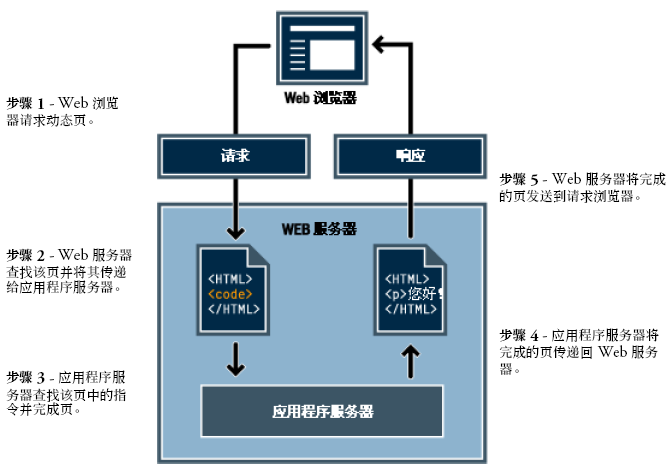 Web 浏览器
步骤 1 - Web 浏览
器请求动态页。
请求
响应
步骤 5 - Web 服务器将完成
的页发送到请求浏览器。
WEB 服务器
步骤 2 - Web 服务器
查找该页并将其传递
给应用程序服务器。
<HTML>
<code>
</HTML>
<HTML>
<p>您好!
</HTML>
步骤 4 - 应用程序服务器将
完成的页传递回 Web 服务
器。
步骤 3 - 应用程序服
务器查找该页中的指
令并完成页。
应用程序服务器